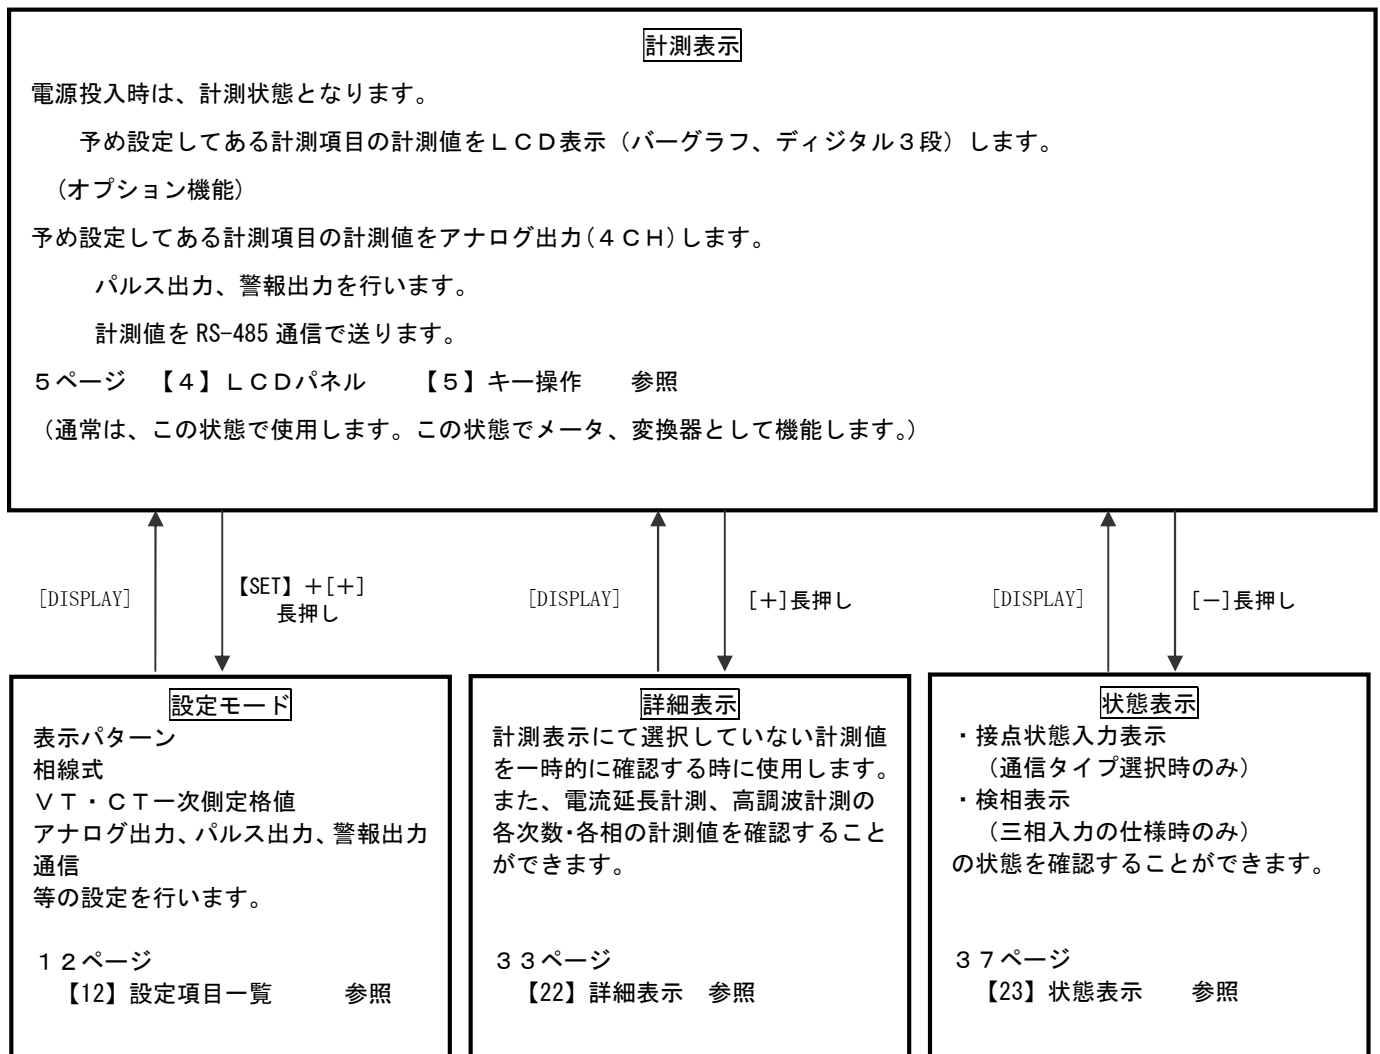 計測表示
電源投入時は、計測状態となります。
予め設定してある計測項目の計測値をＬＣＤ表示（バーグラフ、ディジタル３段）します。
（オプション機能）
予め設定してある計測項目の計測値をアナログ出力(４ＣＨ)します。
パルス出力、警報出力を行います。
計測値を RS-485 通信で送ります。
５ページ　【４】ＬＣＤパネル　　【５】キー操作　　参照
（通常は、この状態で使用します。この状態でメータ、変換器として機能します。）
[DISPLAY]
【SET】＋[＋]
長押し
[DISPLAY]
[＋]長押し
[DISPLAY]
[－]長押し
設定モード
表示パターン
相線式
ＶＴ・ＣＴ一次側定格値
アナログ出力、パルス出力、警報出力
通信
等の設定を行います。
１２ページ
【12】設定項目一覧　　参照
詳細表示
計測表示にて選択していない計測値
を一時的に確認する時に使用します。
また、電流延長計測、高調波計測の
各次数・各相の計測値を確認すること
ができます。
３３ページ
【22】詳細表示　参照
状態表示
・接点状態入力表示
（通信タイプ選択時のみ）
・検相表示
（三相入力の仕様時のみ）
の状態を確認することができます。
３７ページ
【23】状態表示　　参照